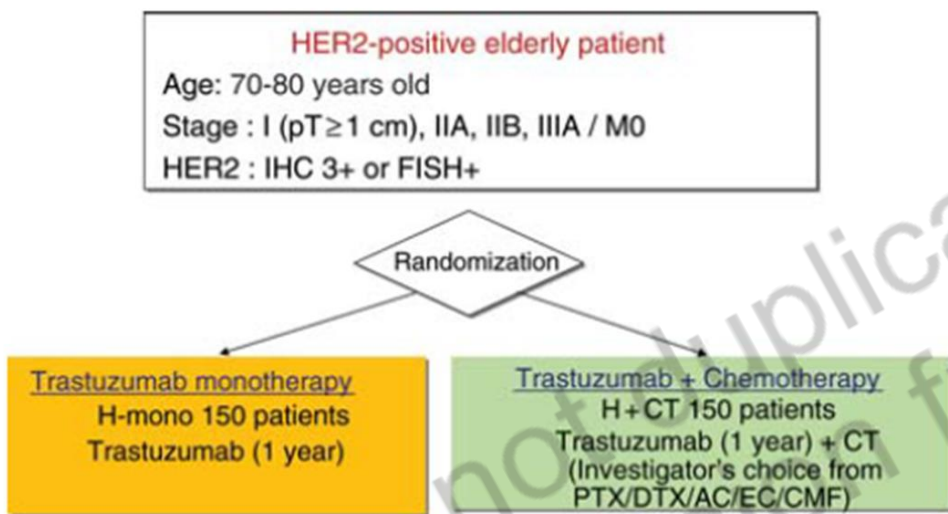 HER2-positive elderly patient
Age: 70-80 years old
Stage : I (pT≥1 cm), IIA, IIB, IIIA / M0
HER2 : IHC 3+ or FISH+
Randomization
Trastuzumab monotherapy
H-mono 150 patients
Trastuzumab (1 year)
Trastuzumab + Chemotherapy
H+CT 150 patients
Trastuzumab (1 year) + CT
(Investigator's choice from
PTX/DTX/AC/EC/CMF)
not